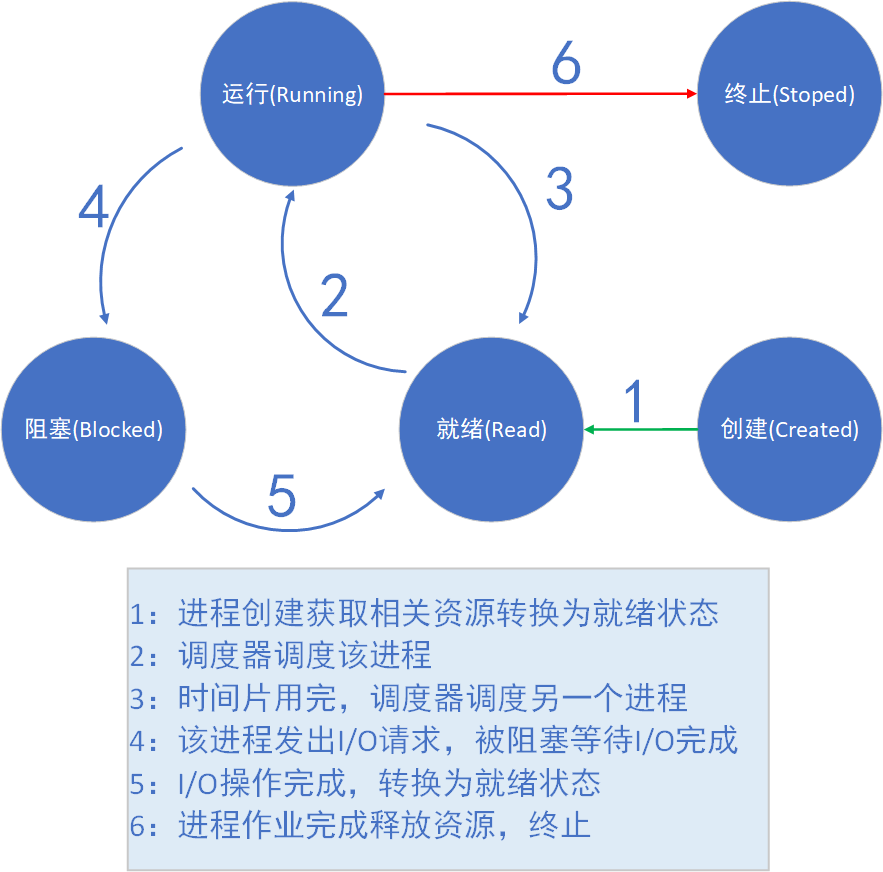 运行(Running)
6
终止(Stoped)
3
4
2
阻塞(Blocked)
就绪(Read)
1
创建(Created)
5
1：进程创建获取相关资源转换为就绪状态
2：调度器调度该进程
3：时间片用完，调度器调度另一个进程
4：该进程发出I/O请求，被阻塞等待I/O完成
5：I/O操作完成，转换为就绪状态
6：进程作业完成释放资源，终止